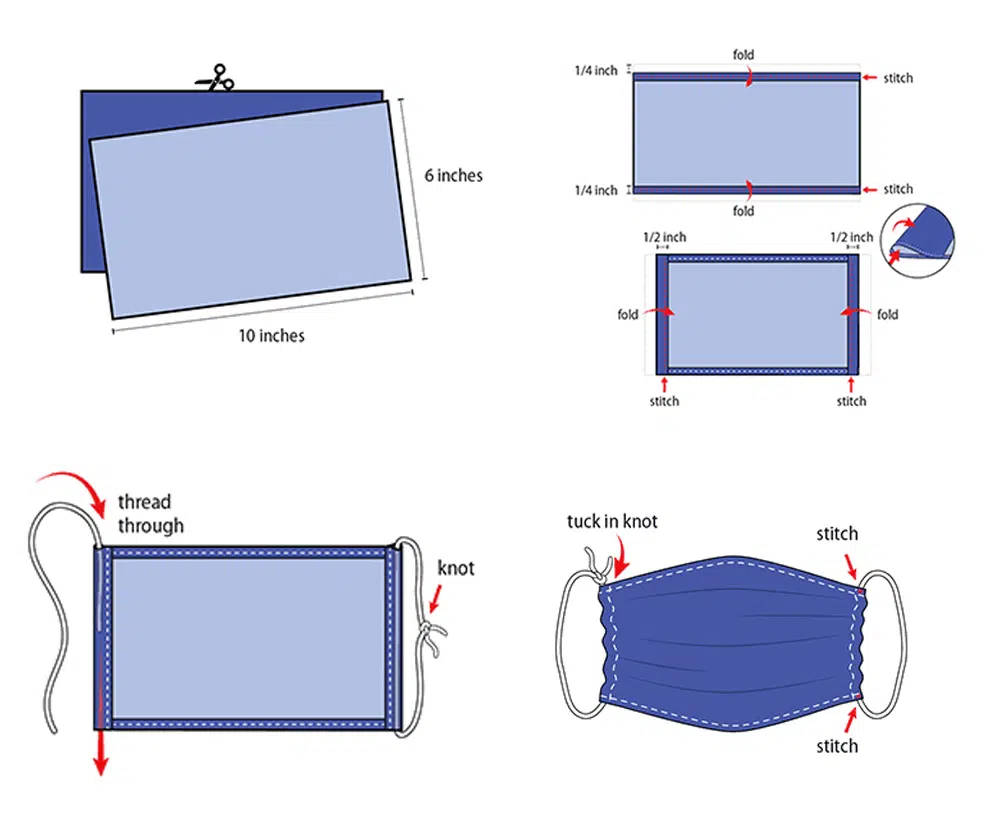 6 inches
10 inches
fold
1/4 inch
stitch
1/4 inch
stitch
fold
1/2 inch
1/2 inch
fold
fold
stitch
stitch
thread
through
knot
tuck in knot
stitch
stitch